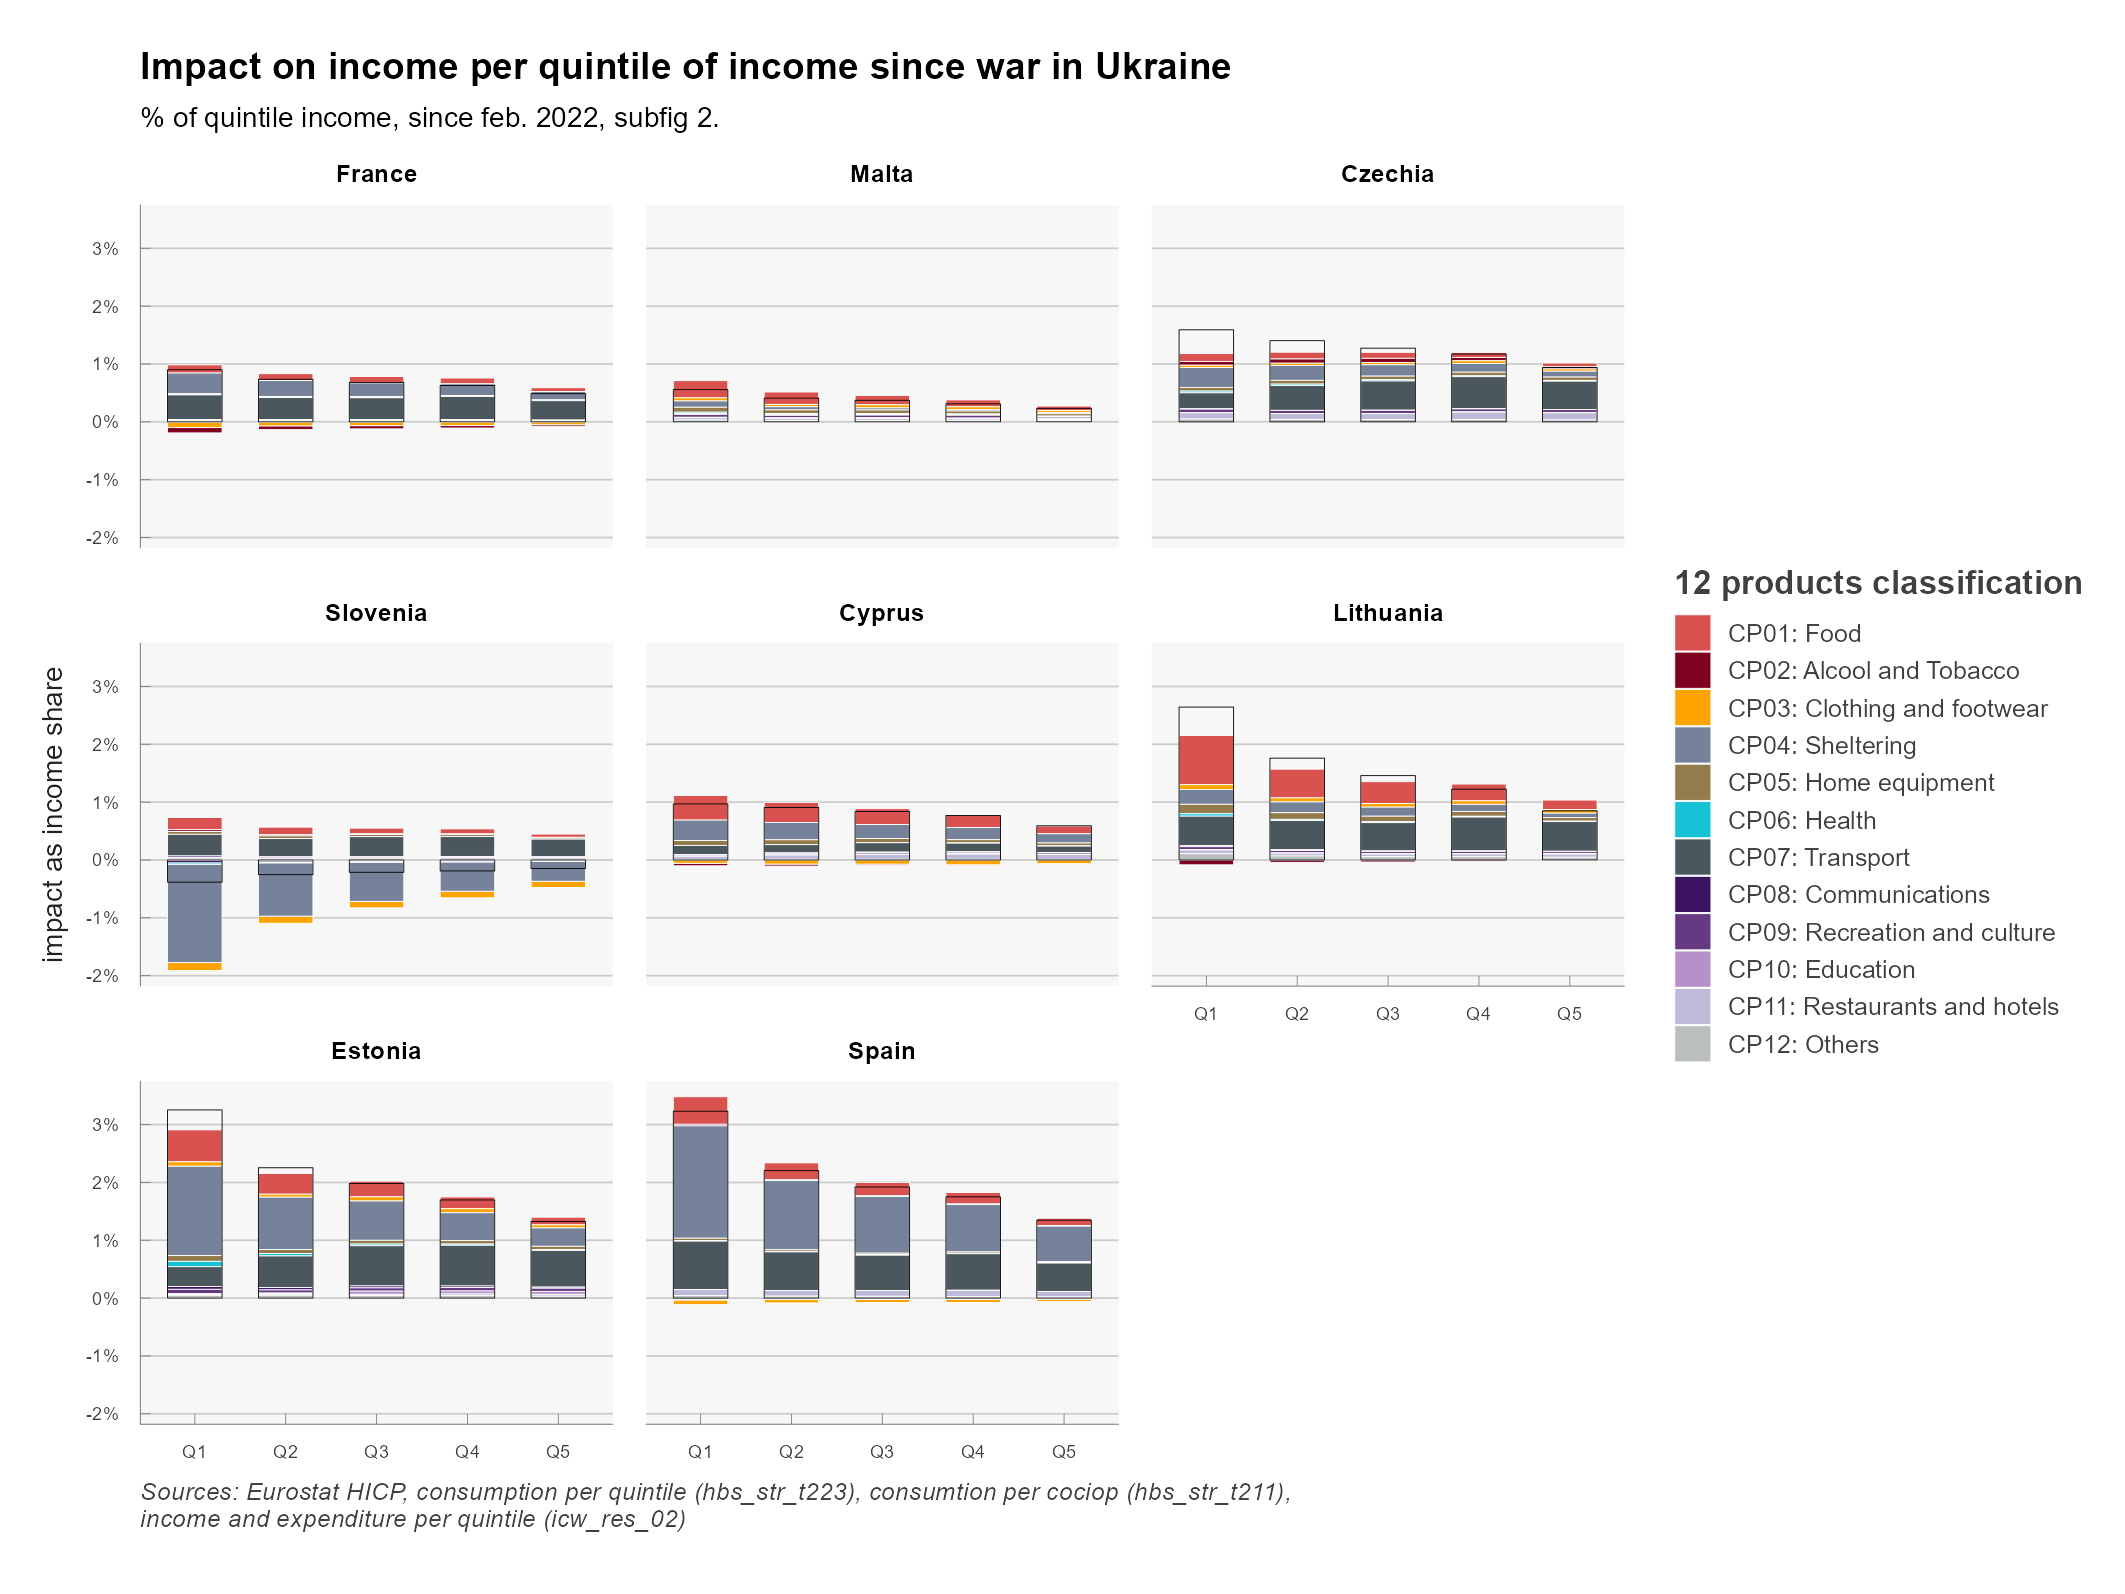 Impact on income per quintile of income since war in Ukraine
% of quintile income, since feb. 2022, subfig 2.
France
Malta
Czechia
3%
2%
1%
0%
-1%
-2%
Slovenia
Cyprus
Lithuania
3%
2%
1%
0%
-1%
-2%
Q1 Q2 Q3 Q4 Q5
impact as income share
Estonia
Spain
3%
2%
1%
0%
-1%
-2%
Q1 Q2 Q3 Q4 Q5
Q1 Q2 Q3 Q4 Q5
12 products classification
CP01: Food
CP02: Alcool and Tobacco
CP03: Clothing and footwear
CP04: Sheltering
CP05: Home equipment
CP06: Health
CP07: Transport
CP08: Communications
CP09: Recreation and culture
CP10: Education
CP11: Restaurants and hotels
CP12: Others
Sources: Eurostat HICP, consumption per quintile (hbs_str_t223), consumtion per cociop (hbs_str_t211),
income and expenditure per quintile (icw_res_02)